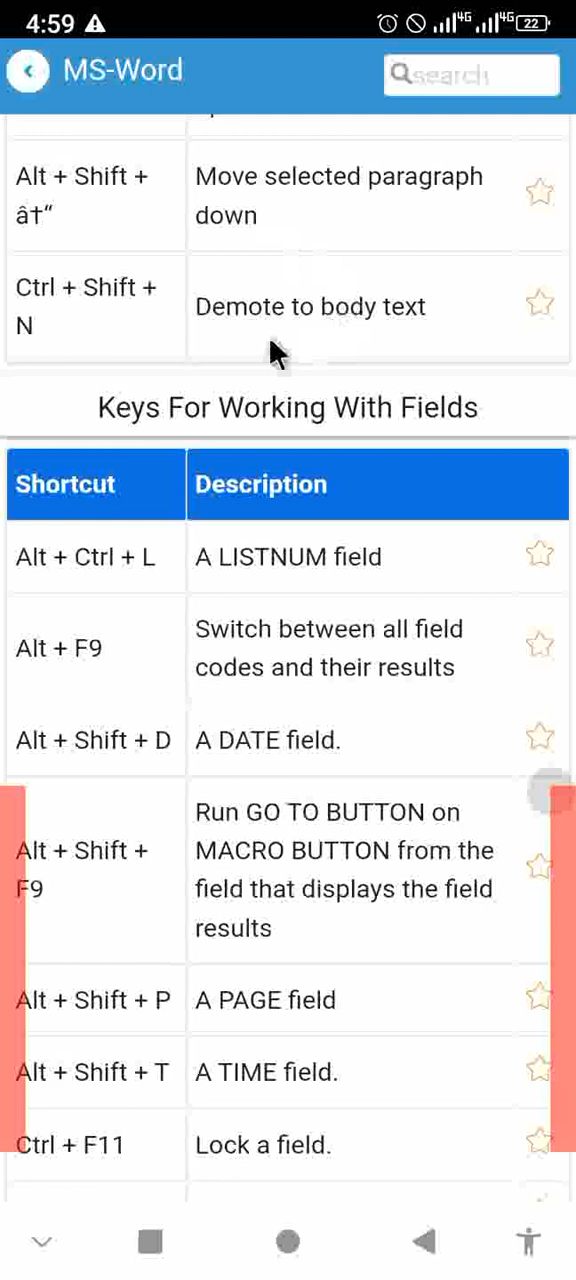 4:59
4G
4G
22
MS-Word
search
Alt + Shift +
â†“
Move selected paragraph
down
Ctrl + Shift +
N
Demote to body text
Keys For Working With Fields
Shortcut
Description
Alt + Ctrl + L
A LISTNUM field
Alt + F9
Switch between all field
codes and their results
Alt + Shift + D
A DATE field.
Alt + Shift +
F9
Run GO TO BUTTON on
MACRO BUTTON from the
field that displays the field
results
Alt + Shift + P
A PAGE field
Alt + Shift + T
A TIME field.
Ctrl + F11
Lock a field.